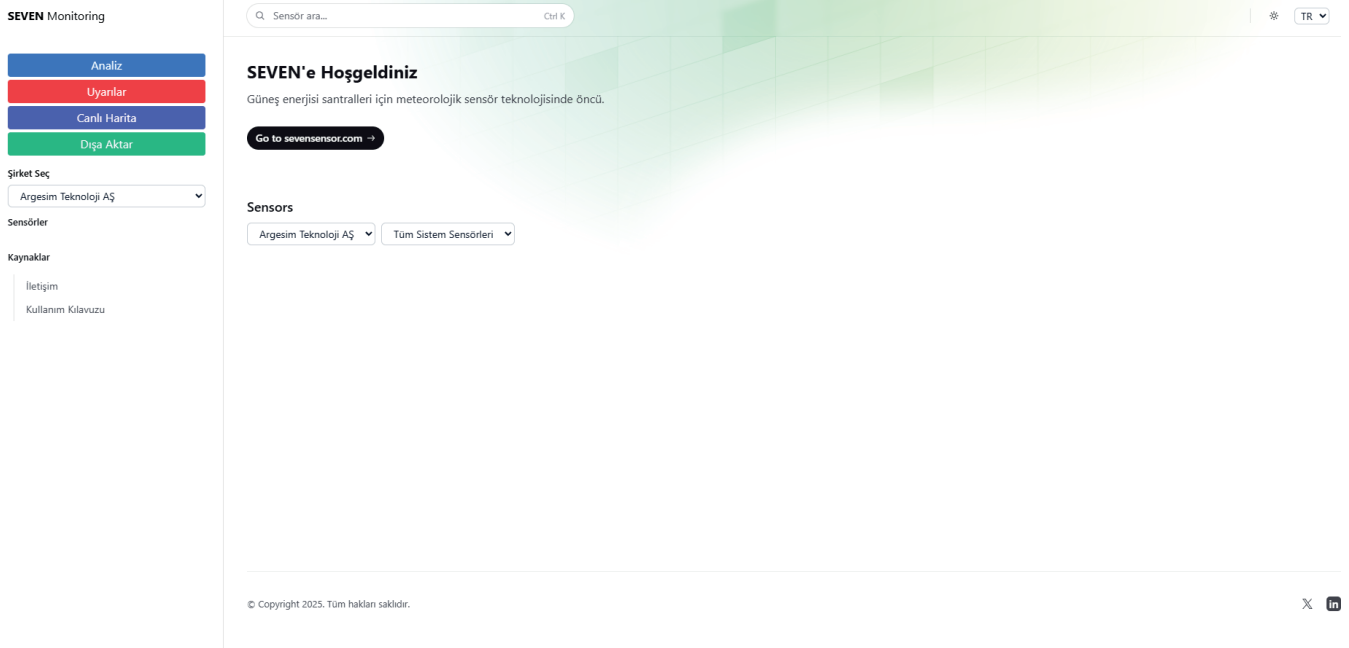 SEVEN Monitoring
Analiz
Uyarılar
Canlı Harita
Dışa Aktar
Şirket Seç
Argesim Teknoloji AŞ
Sensörler
Kaynaklar
İletişim
Kullanım Kılavuzu
Sensör ara... Ctrl K
TR
SEVEN'e Hoşgeldiniz
Güneş enerjisi santralleri için meteorolojik sensör teknolojisinde öncü.
Go to sevensensor.com →
Sensors
Argesim Teknoloji AŞ Tüm Sistem Sensörleri
© Copyright 2025. Tüm hakları saklıdır.